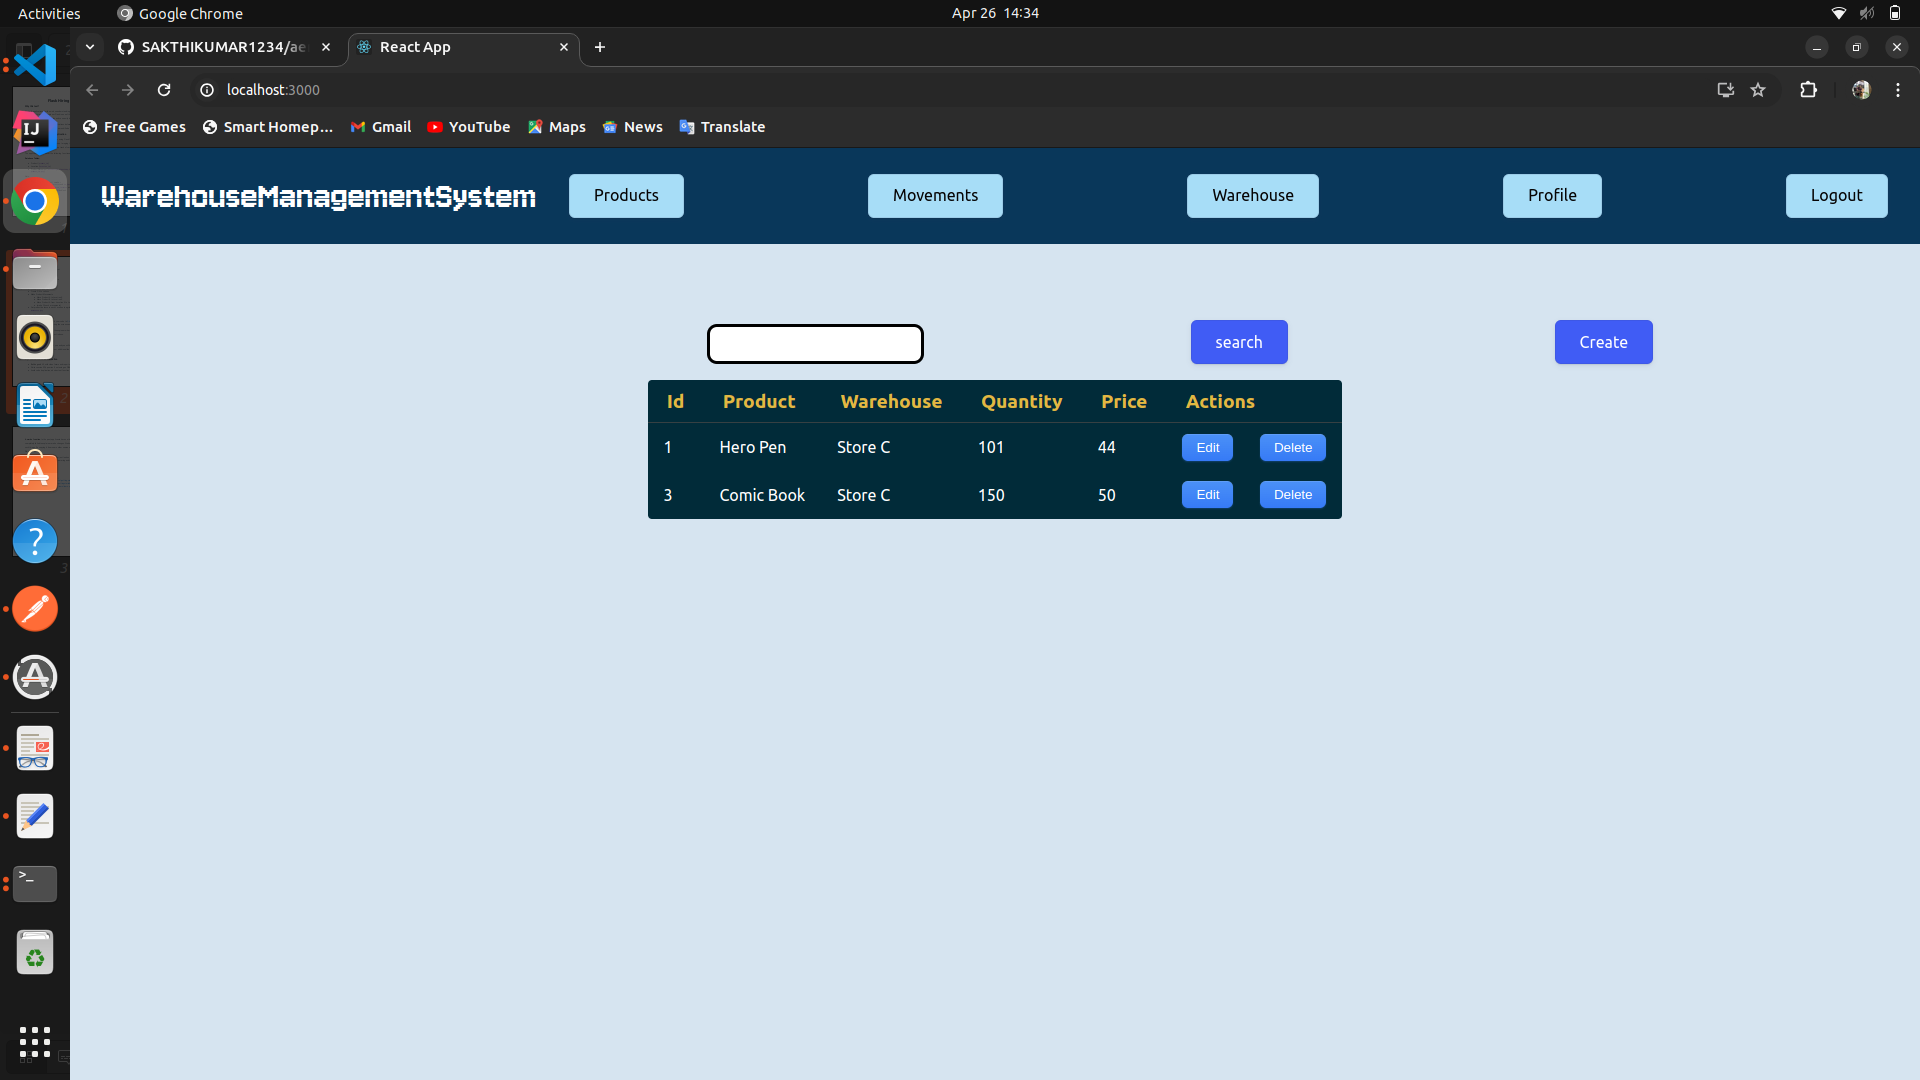 Activities Google Chrome Apr 26 14:34
SAKTHIKUMAR1234/ae React App
localhost:3000
Free Games Smart Homep... Gmail YouTube Maps News Translate
WarehouseManagementSystem Products Movements Warehouse Profile Logout
search Create
Id Product Warehouse Quantity Price Actions
1 Hero Pen Store C 101 44 Edit Delete
3 Comic Book Store C 150 50 Edit Delete